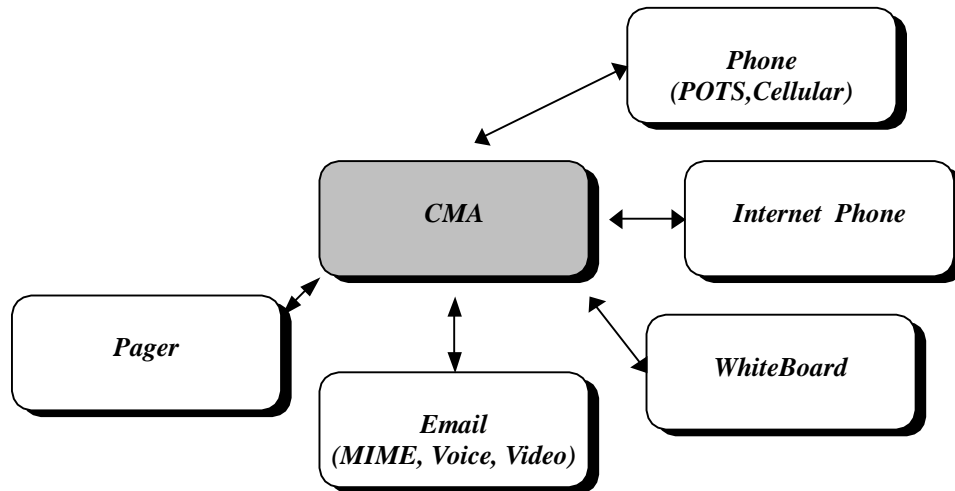 Phone
(POTS,Cellular)
CMA
Internet Phone
Pager
WhiteBoard
Email
(MIME, Voice, Video)